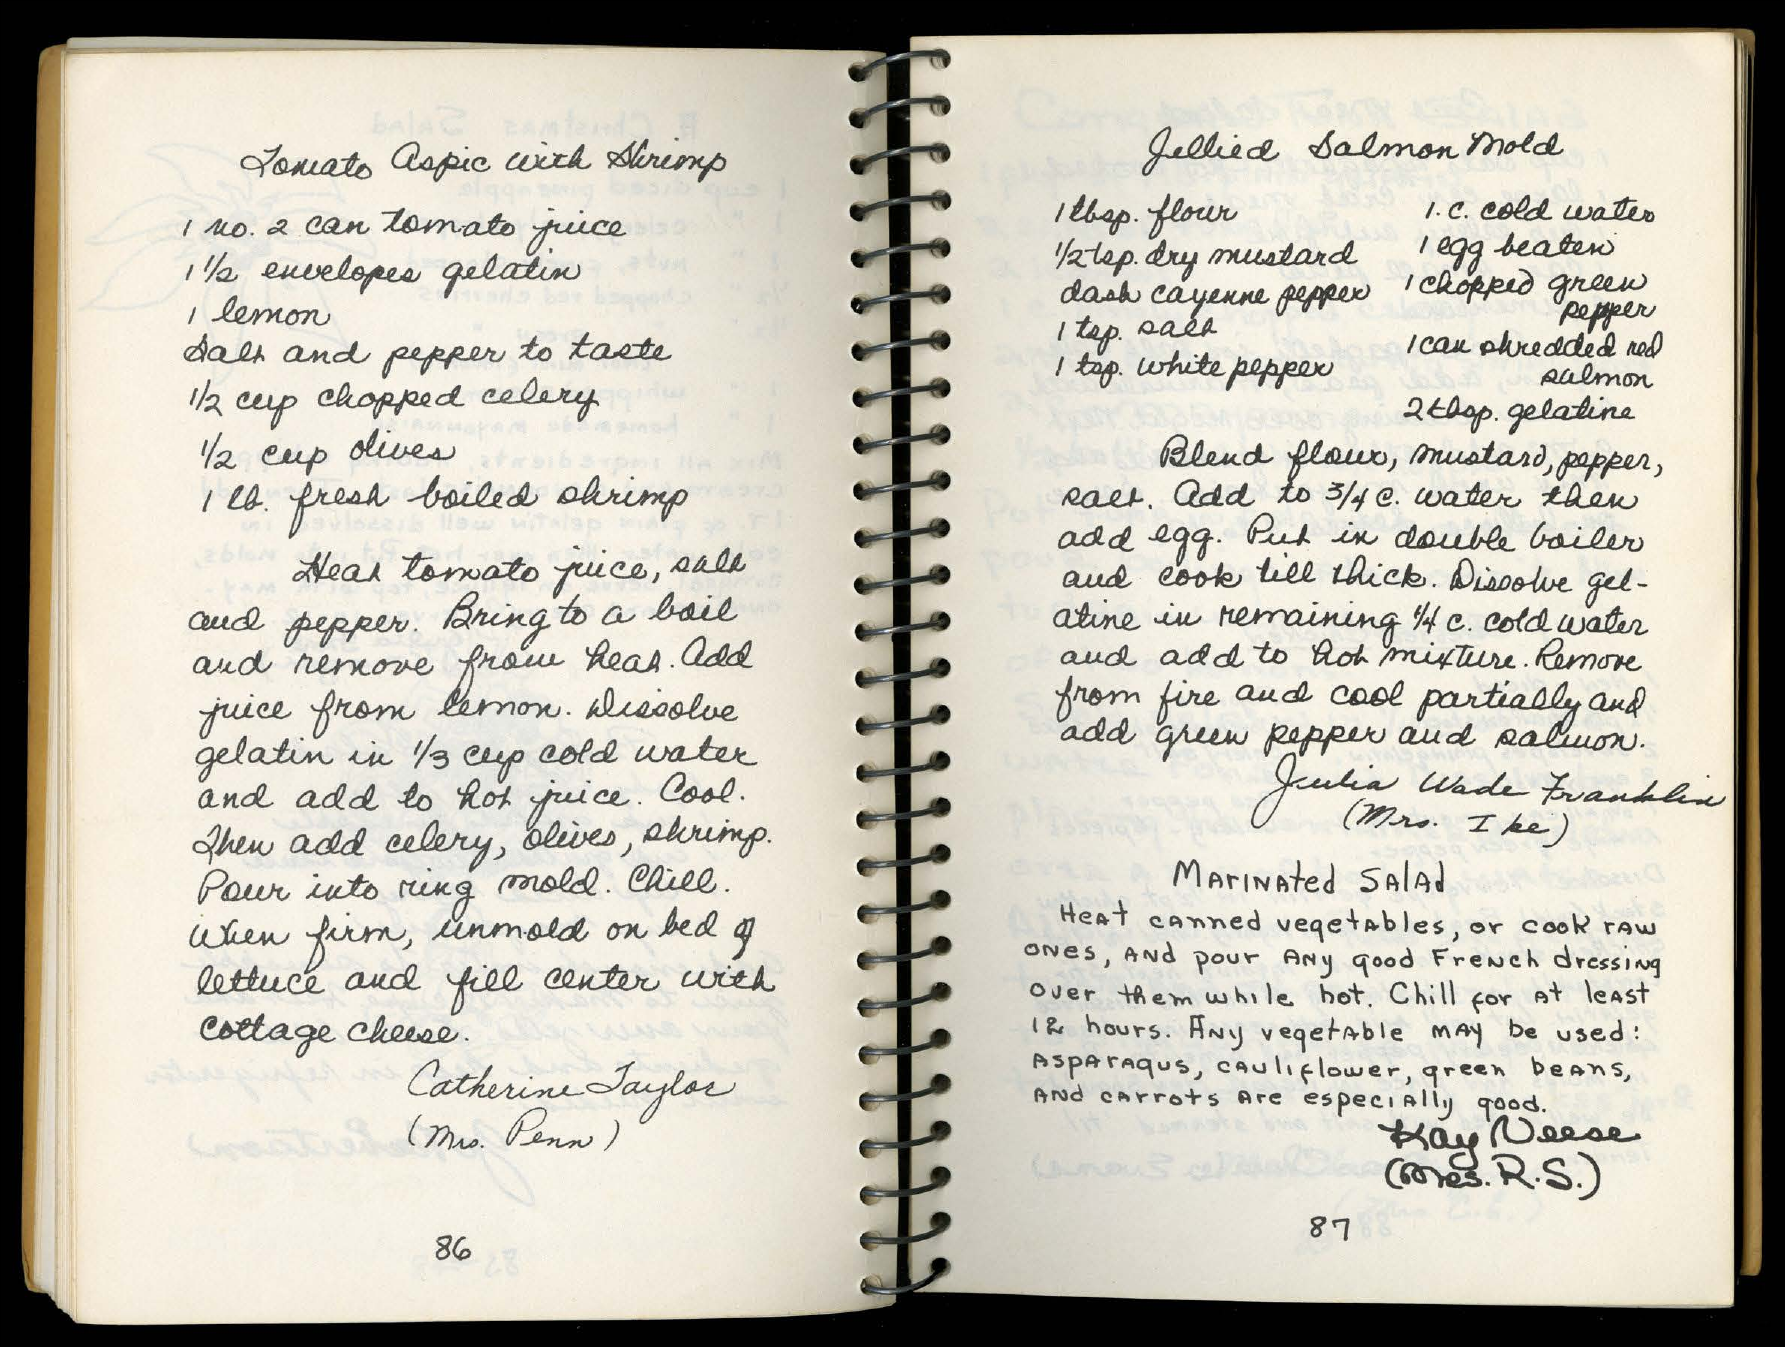 Tomato Aspic with Shrimp
1 no. 2 can tomato juice
1 1/2 envelopes gelatin
1 lemon
Salt and pepper to taste
1/2 cup chopped celery
1/2 cup olives
1 lb. fresh boiled shrimp
Heat tomato juice, salt
and pepper. Bring to a boil
and remove from heat. Add
juice from lemon. Dissolve
gelatin in 1/3 cup cold water
and add to hot juice. Cool.
Then add celery, olives, shrimp.
Pour into ring mold. Chill.
When firm, unmold on bed of
lettuce and fill center with
cottage cheese.
Catherine Taylor
(Mrs. Penn)
86
Jellied Salmon Mold
1 tbsp. flour
1/2 tsp. dry mustard
dash cayenne pepper
1 tsp. salt
1 tsp. white pepper
1. c. cold water
1 egg beaten
1 chopped green
pepper
1 can shredded red
salmon
2 tbsp. gelatine
Blend flour, mustard, pepper,
salt. Add to 3/4 c. water then
add egg. Put in double boiler
and cook till thick. Dissolve gel-
atine in remaining 1/4 c. cold water
and add to hot mixture. Remove
from fire and cool partially and
add green pepper and salmon.
Julia Wade Franklin
(Mrs. Ike)
Marinated Salad
Heat canned vegetables, or cook raw
ones, and pour any good French dressing
over them while hot. Chill for at least
12 hours. Any vegetable may be used:
asparagus, cauliflower, green beans,
and carrots are especially good.
Kay Neese
(Mrs. R.S.)
87